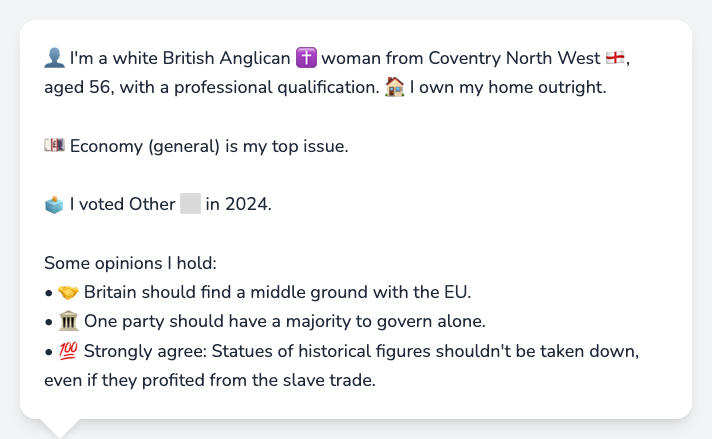 👤 I'm a white British Anglican ✝️ woman from Coventry North West 🏴󠁧󠁢󠁥󠁮󠁧󠁿,
aged 56, with a professional qualification. 🏠 I own my home outright.
💷 Economy (general) is my top issue.
🗳️ I voted Other ⬜ in 2024.
Some opinions I hold:
• 🤝 Britain should find a middle ground with the EU.
• 🏛️ One party should have a majority to govern alone.
• 💯 Strongly agree: Statues of historical figures shouldn't be taken down,
even if they profited from the slave trade.